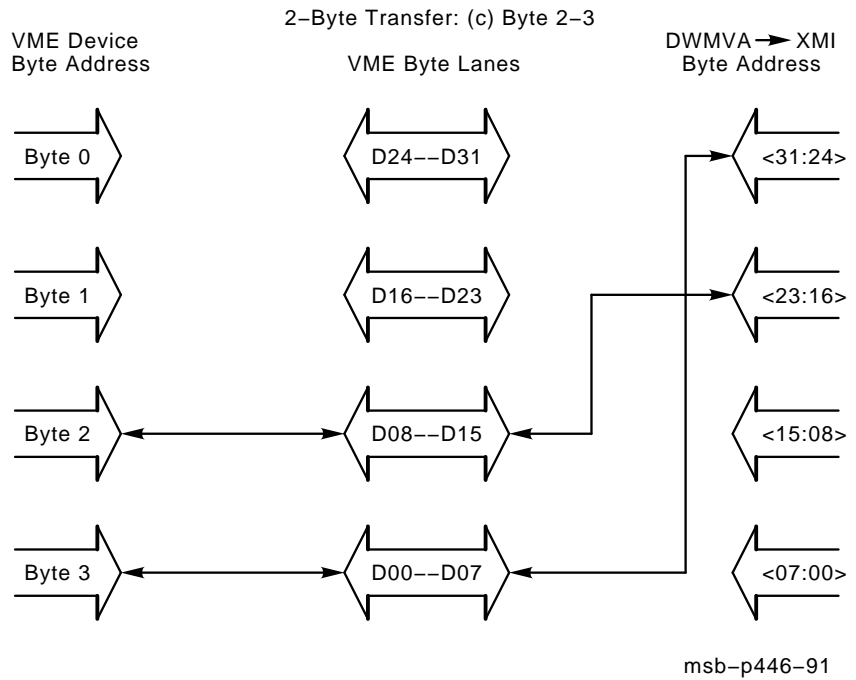 2−Byte Transfer: (c) Byte 2−3
VME Device
Byte Address
VME Byte Lanes
DWMVA → XMI
Byte Address
Byte 0
D24−−D31
<31:24>
Byte 1
D16−−D23
<23:16>
Byte 2
D08−−D15
<15:08>
Byte 3
D00−−D07
<07:00>
msb−p446−91